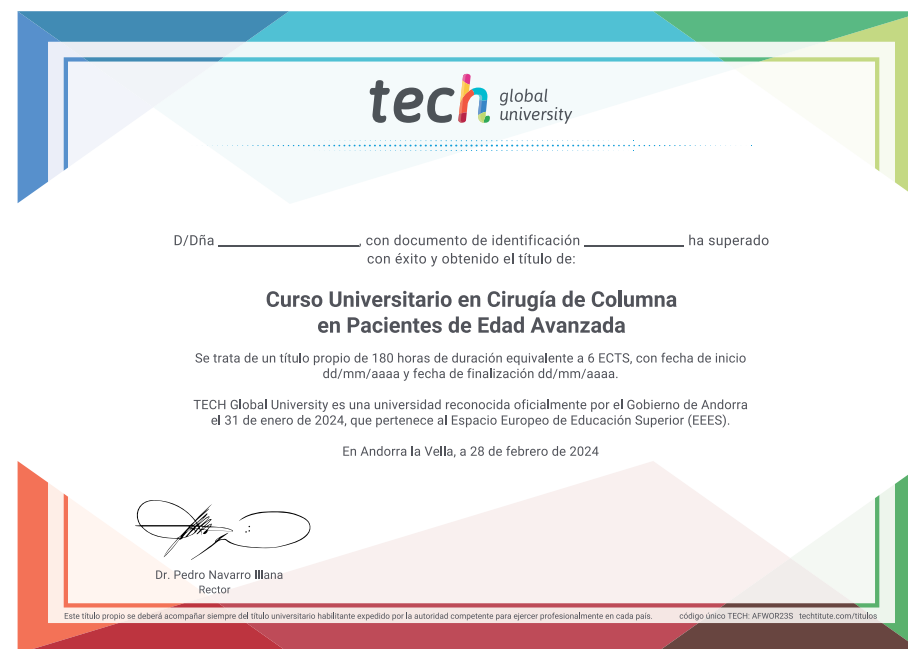 tech global university
D/Dña ____________, con documento de identificación ____________ ha superado
con éxito y obtenido el título de:
Curso Universitario en Cirugía de Columna
en Pacientes de Edad Avanzada
Se trata de un título propio de 180 horas de duración equivalente a 6 ECTS, con fecha de inicio
dd/mm/aaaa y fecha de finalización dd/mm/aaaa.
TECH Global University es una universidad reconocida oficialmente por el Gobierno de Andorra
el 31 de enero de 2024, que pertenece al Espacio Europeo de Educación Superior (EEES).
En Andorra la Vella, a 28 de febrero de 2024
Dr. Pedro Navarro Illana
Rector
Este título propio se deberá acompañar siempre del título universitario habilitante expedido por la autoridad competente para ejercer profesionalmente en cada país. código único TECH: AFWOR23S techtitute.com/titulos